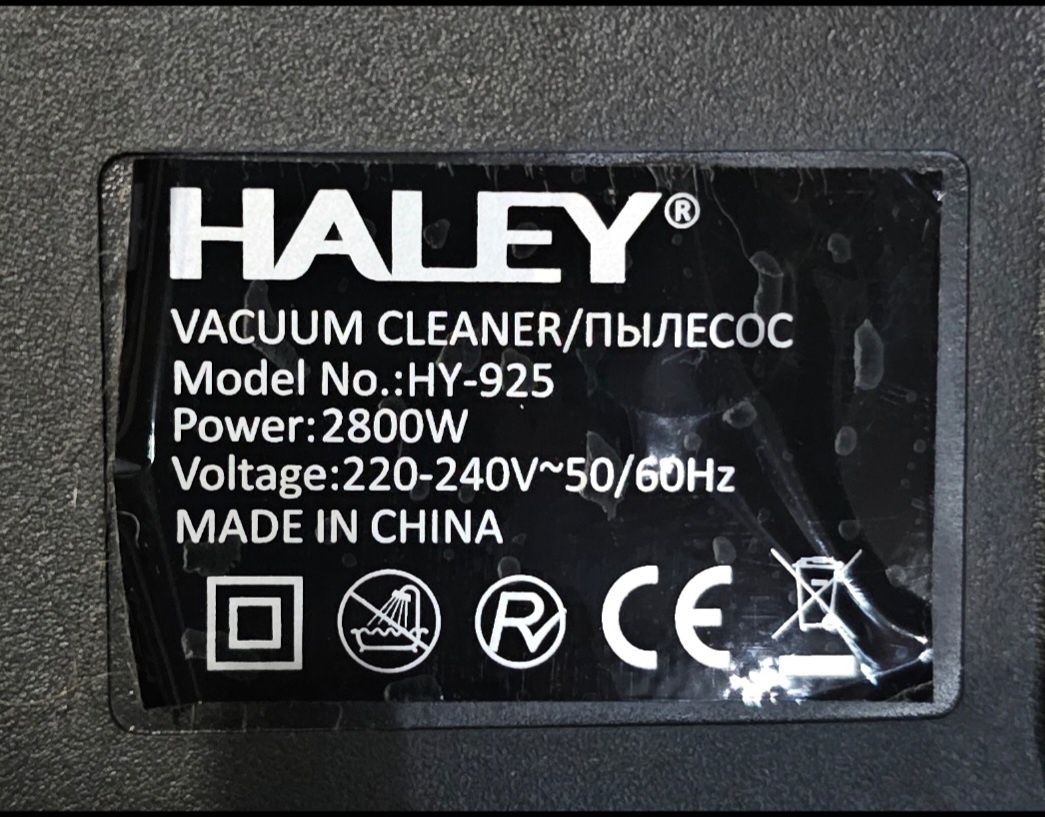 HALEY®
VACUUM CLEANER/ПЫЛЕСОС
Model No.:HY-925
Power:2800W
Voltage:220-240V~50/60Hz
MADE IN CHINA
R CE